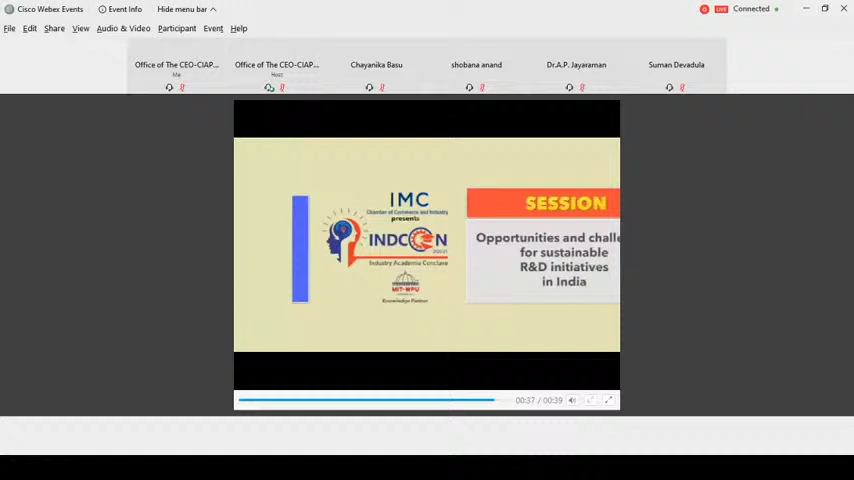 Cisco Webex Events
Event Info
Hide menu bar
LIVE
Connected
File Edit Share View Audio & Video Participant Event Help
Office of The CEO-CIAP...
Me
Office of The CEO-CIAP...
Host
Chayanika Basu
shobana anand
Dr.A.P. Jayaraman
Suman Devadula
IMC
Chamber of Commerce and Industry
presents
INDCON
Industry Academia Conclave
MIT-WPU
Knowledge Partner
SESSION
Opportunities and challe
for sustainable
R&D initiatives
in India
00:37 / 00:39